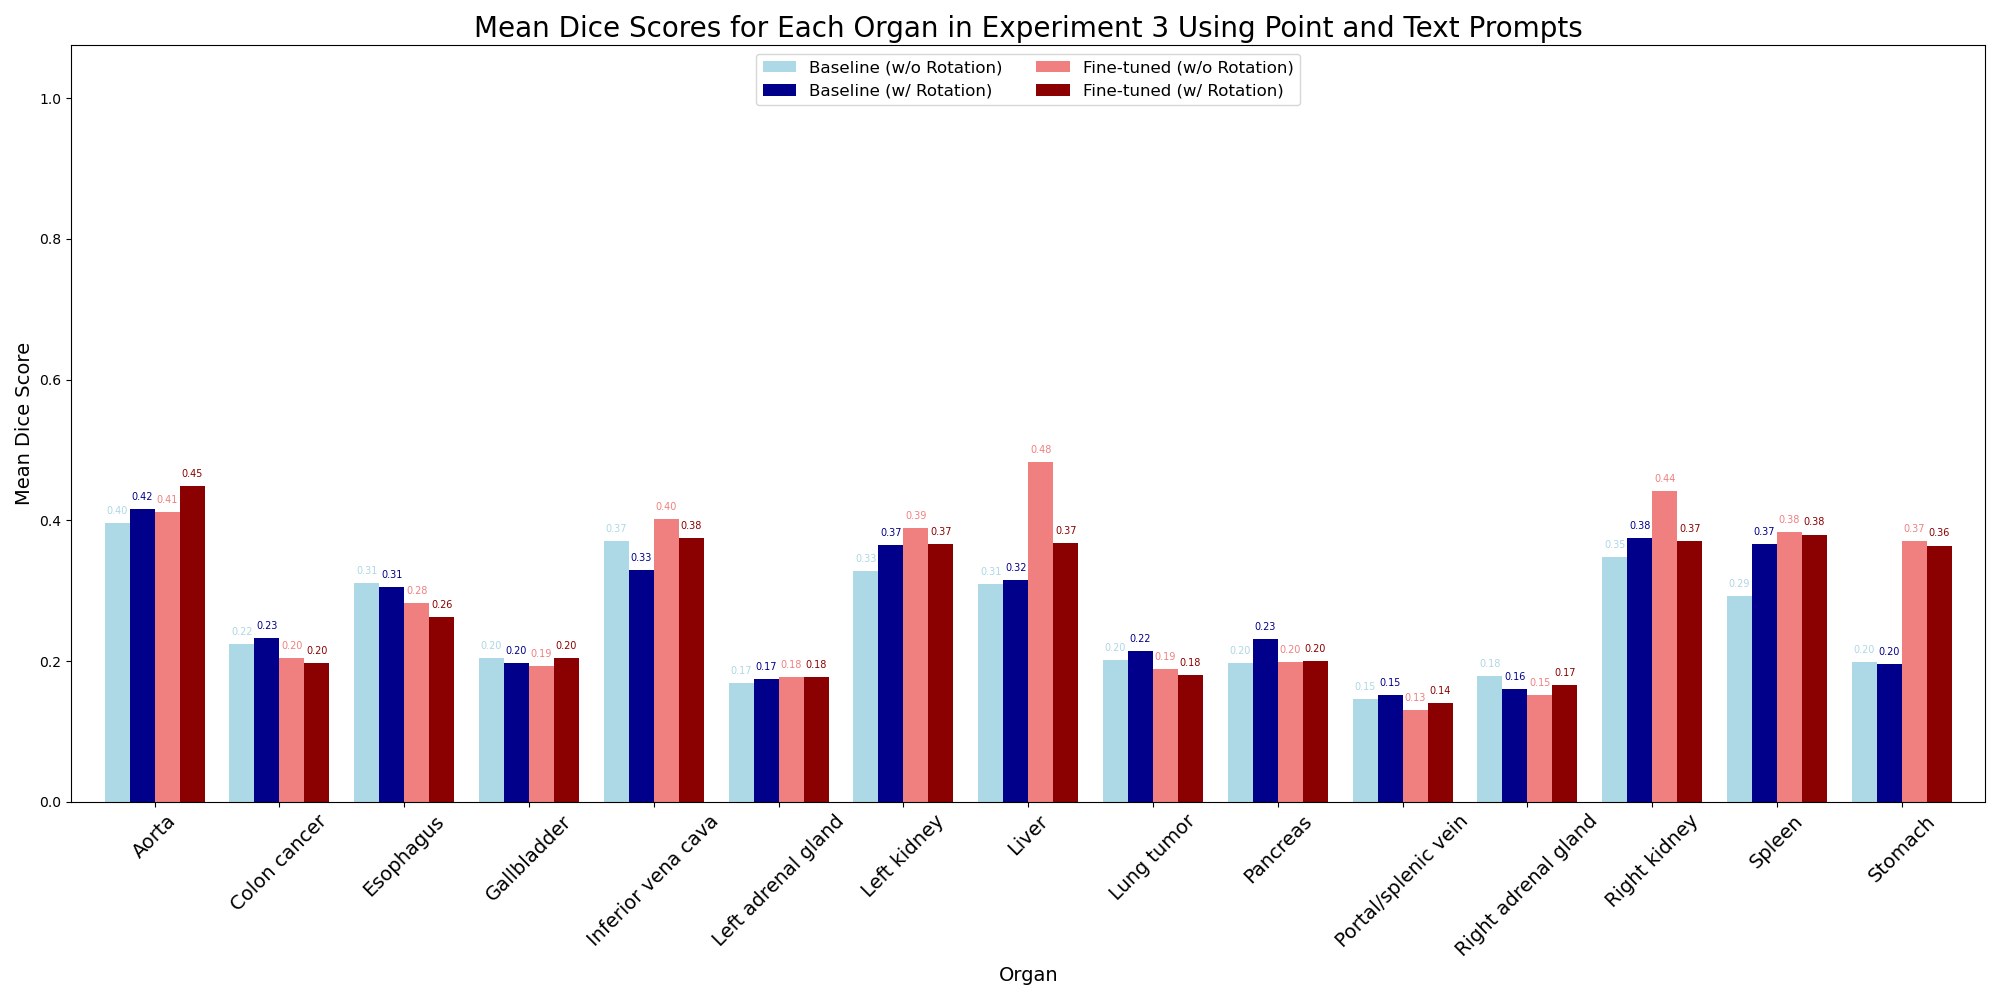 Mean Dice Scores for Each Organ in Experiment 3 Using Point and Text Prompts
Baseline (w/o Rotation)
Baseline (w/ Rotation)
Fine-tuned (w/o Rotation)
Fine-tuned (w/ Rotation)
Mean Dice Score
1.0
0.8
0.6
0.4
0.2
0.0
0.40 0.42 0.41 0.45
0.22 0.23 0.20 0.20
0.31 0.31 0.28 0.26
0.20 0.20 0.19 0.20
0.37 0.33 0.40 0.38
0.17 0.17 0.18 0.18
0.33 0.37 0.39 0.37
0.31 0.32 0.48 0.37
0.20 0.22 0.19 0.18
0.20 0.23 0.20 0.20
0.15 0.15 0.13 0.14
0.18 0.16 0.15 0.17
0.35 0.38 0.44 0.37
0.29 0.37 0.38 0.38
0.20 0.20 0.37 0.36
Aorta
Colon cancer
Esophagus
Gallbladder
Inferior vena cava
Left adrenal gland
Left kidney
Liver
Lung tumor
Pancreas
Portal/splenic vein
Right adrenal gland
Right kidney
Spleen
Stomach
Organ